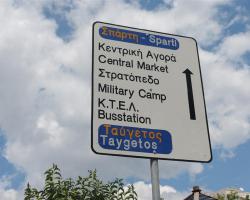 Σπάρτη - Sparti
Κεντρική Αγορά
Central Market
Στρατόπεδο
Military Camp
Κ.Τ.Ε.Λ.
Busstation
Ταΰγετος
Taygetos